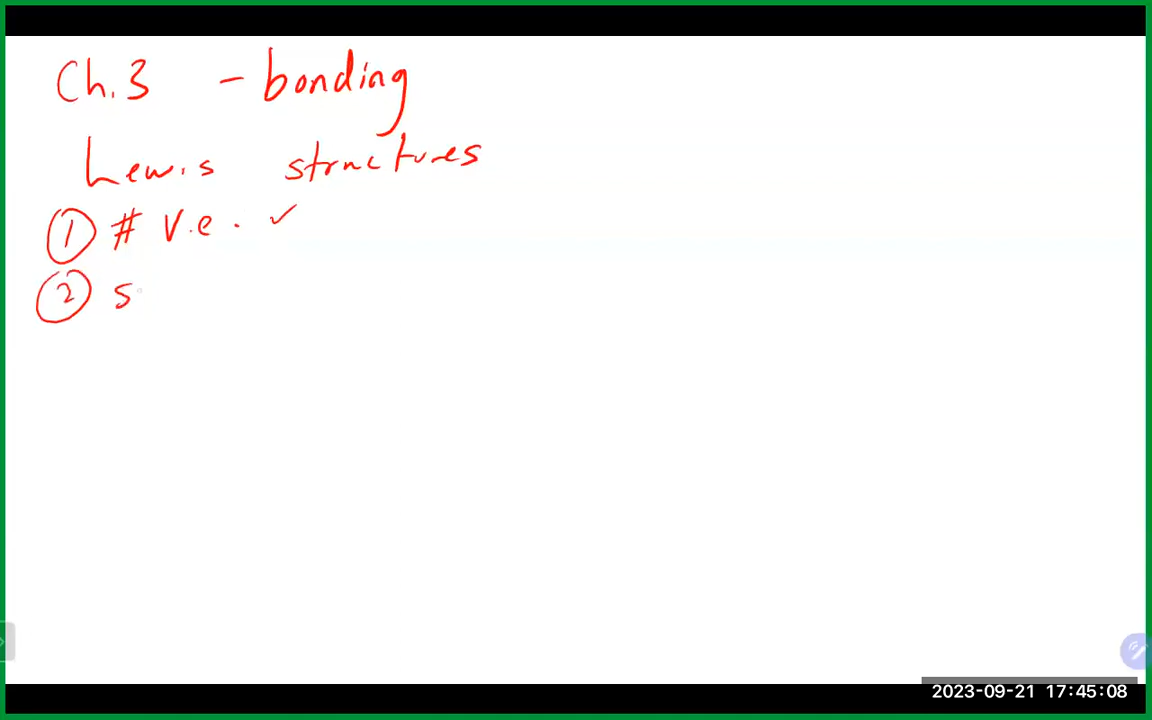 Ch.3 - bonding
Lewis structures
① # v.e. ✓
② s
2023-09-21 17:45:08